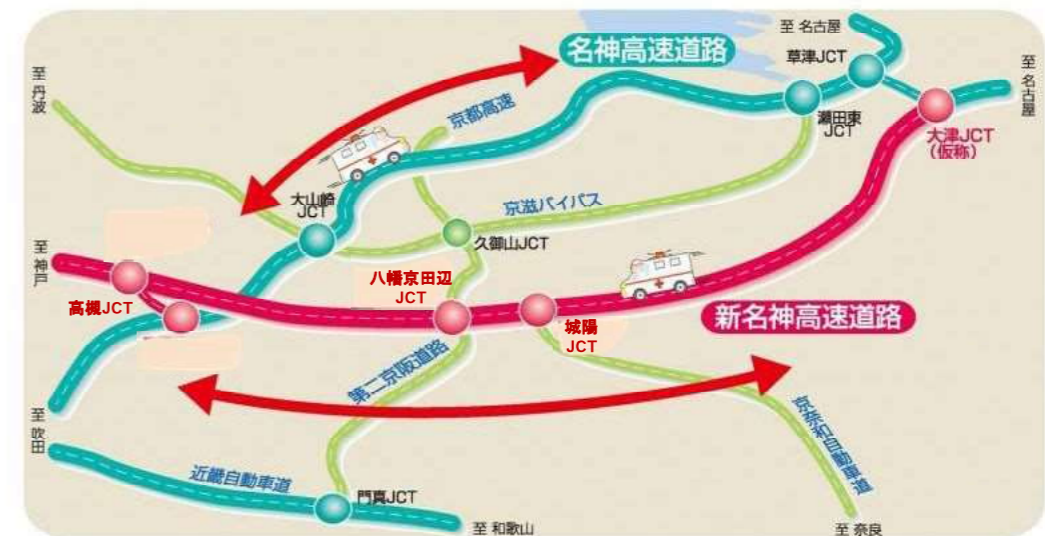 至 名古屋
名神高速道路
草津JCT
至 名古屋
至 丹波
京都高速
瀬田東
JCT
大津JCT
(仮称)
大山崎
JCT
京滋バイパス
久御山JCT
至 神戸
八幡京田辺
JCT
高槻JCT
新名神高速道路
城陽
JCT
第二京阪道路
至 吹田
京奈和自動車道
近畿自動車道
門真JCT
至 和歌山
至 奈良